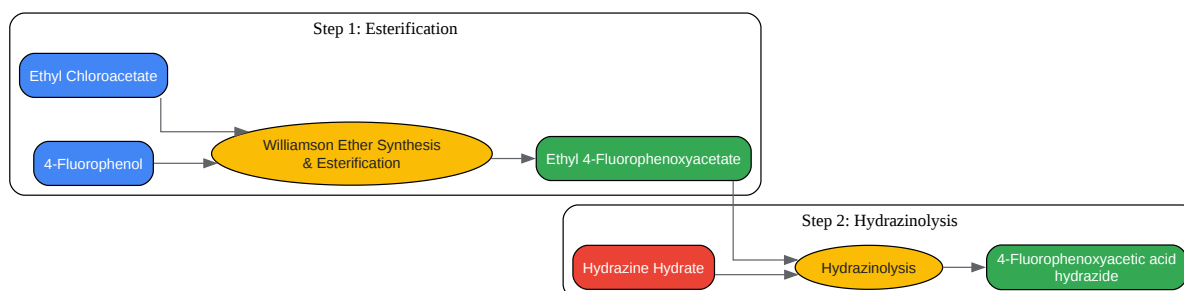 Step 1: Esterification
Ethyl Chloroacetate
4-Fluorophenol
Williamson Ether Synthesis
& Esterification
Ethyl 4-Fluorophenoxyacetate
Step 2: Hydrazinolysis
Hydrazine Hydrate
Hydrazinolysis
4-Fluorophenoxyacetic acid
hydrazide